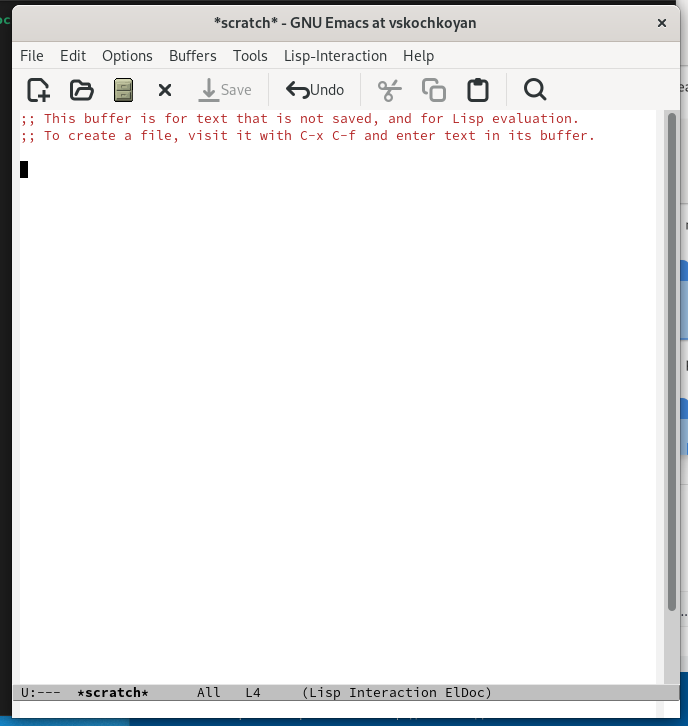 *scratch* - GNU Emacs at vskochkoyan
File Edit Options Buffers Tools Lisp-Interaction Help
Save Undo
;; This buffer is for text that is not saved, and for Lisp evaluation.
;; To create a file, visit it with C-x C-f and enter text in its buffer.
U:--- *scratch* All L4 (Lisp Interaction ElDoc)